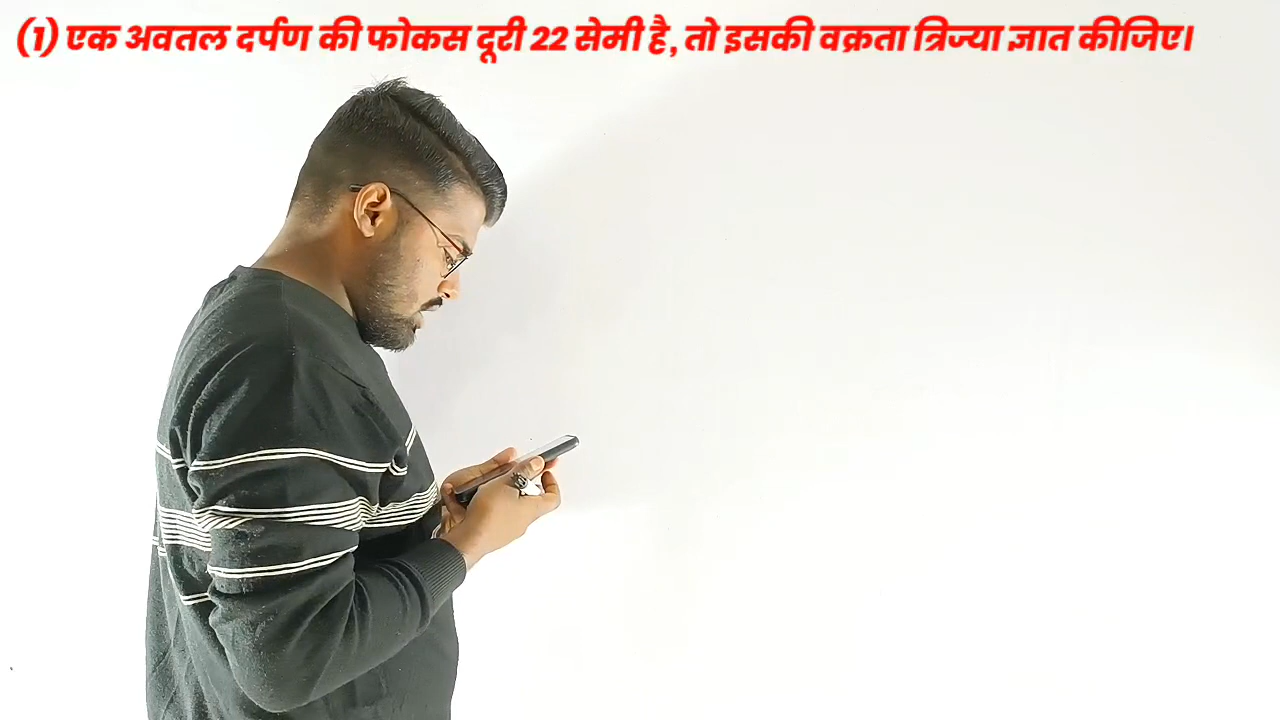 (1) एक अवतल दर्पण की फोकस दूरी 22 सेमी है, तो इसकी वक्रता त्रिज्या ज्ञात कीजिए।